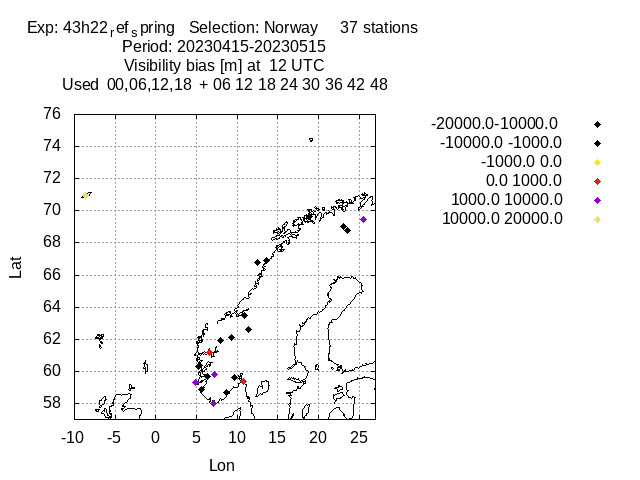 Exp: 43h22refspring Selection: Norway 37 stations
Period: 20230415-20230515
Visibility bias [m] at 12 UTC
Used 00,06,12,18 + 06 12 18 24 30 36 42 48
-20000.0-10000.0
-10000.0 -1000.0
-1000.0 0.0
0.0 1000.0
1000.0 10000.0
10000.0 20000.0
76
74
72
70
68
66
64
62
60
58
Lat
-10 -5 0 5 10 15 20 25
Lon